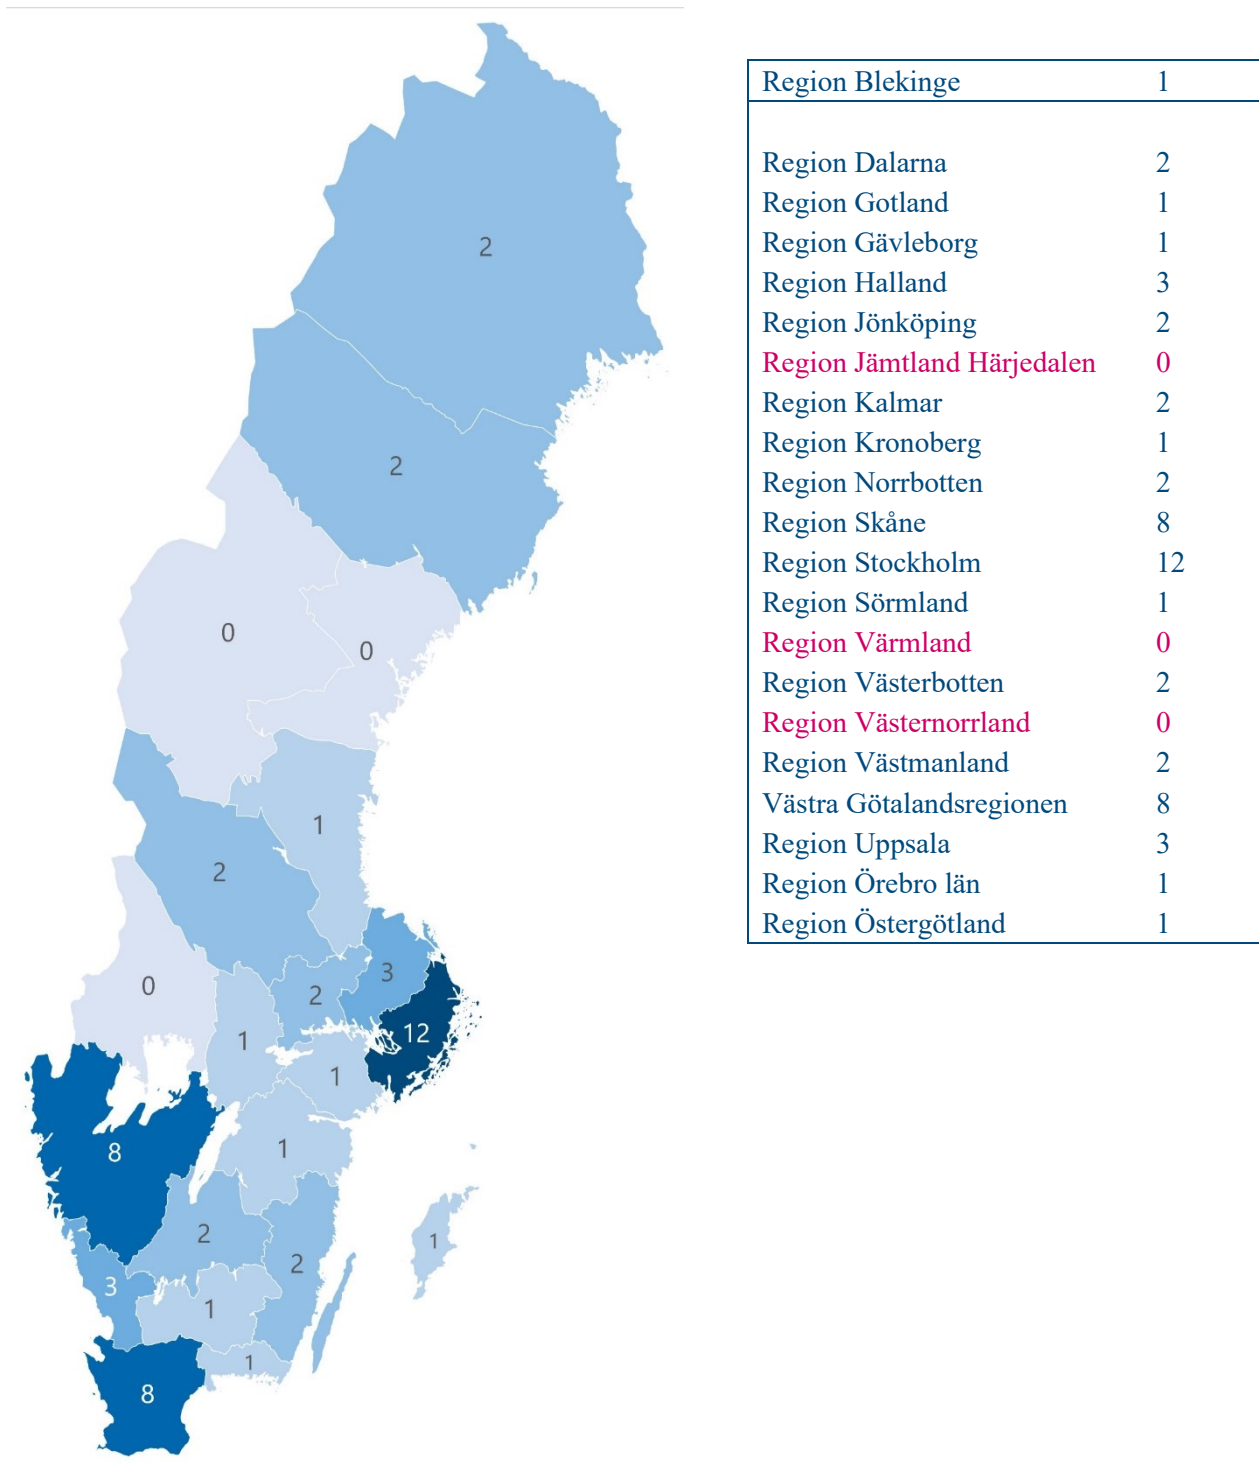 2
2
0
0
1
2
3
0
2
12
1
1
8
1
2
1
2
3
1
1
8
Region Blekinge 1
Region Dalarna 2
Region Gotland 1
Region Gävleborg 1
Region Halland 3
Region Jönköping 2
Region Jämtland Härjedalen 0
Region Kalmar 2
Region Kronoberg 1
Region Norrbotten 2
Region Skåne 8
Region Stockholm 12
Region Sörmland 1
Region Värmland 0
Region Västerbotten 2
Region Västernorrland 0
Region Västmanland 2
Västra Götalandsregionen 8
Region Uppsala 3
Region Örebro län 1
Region Östergötland 1